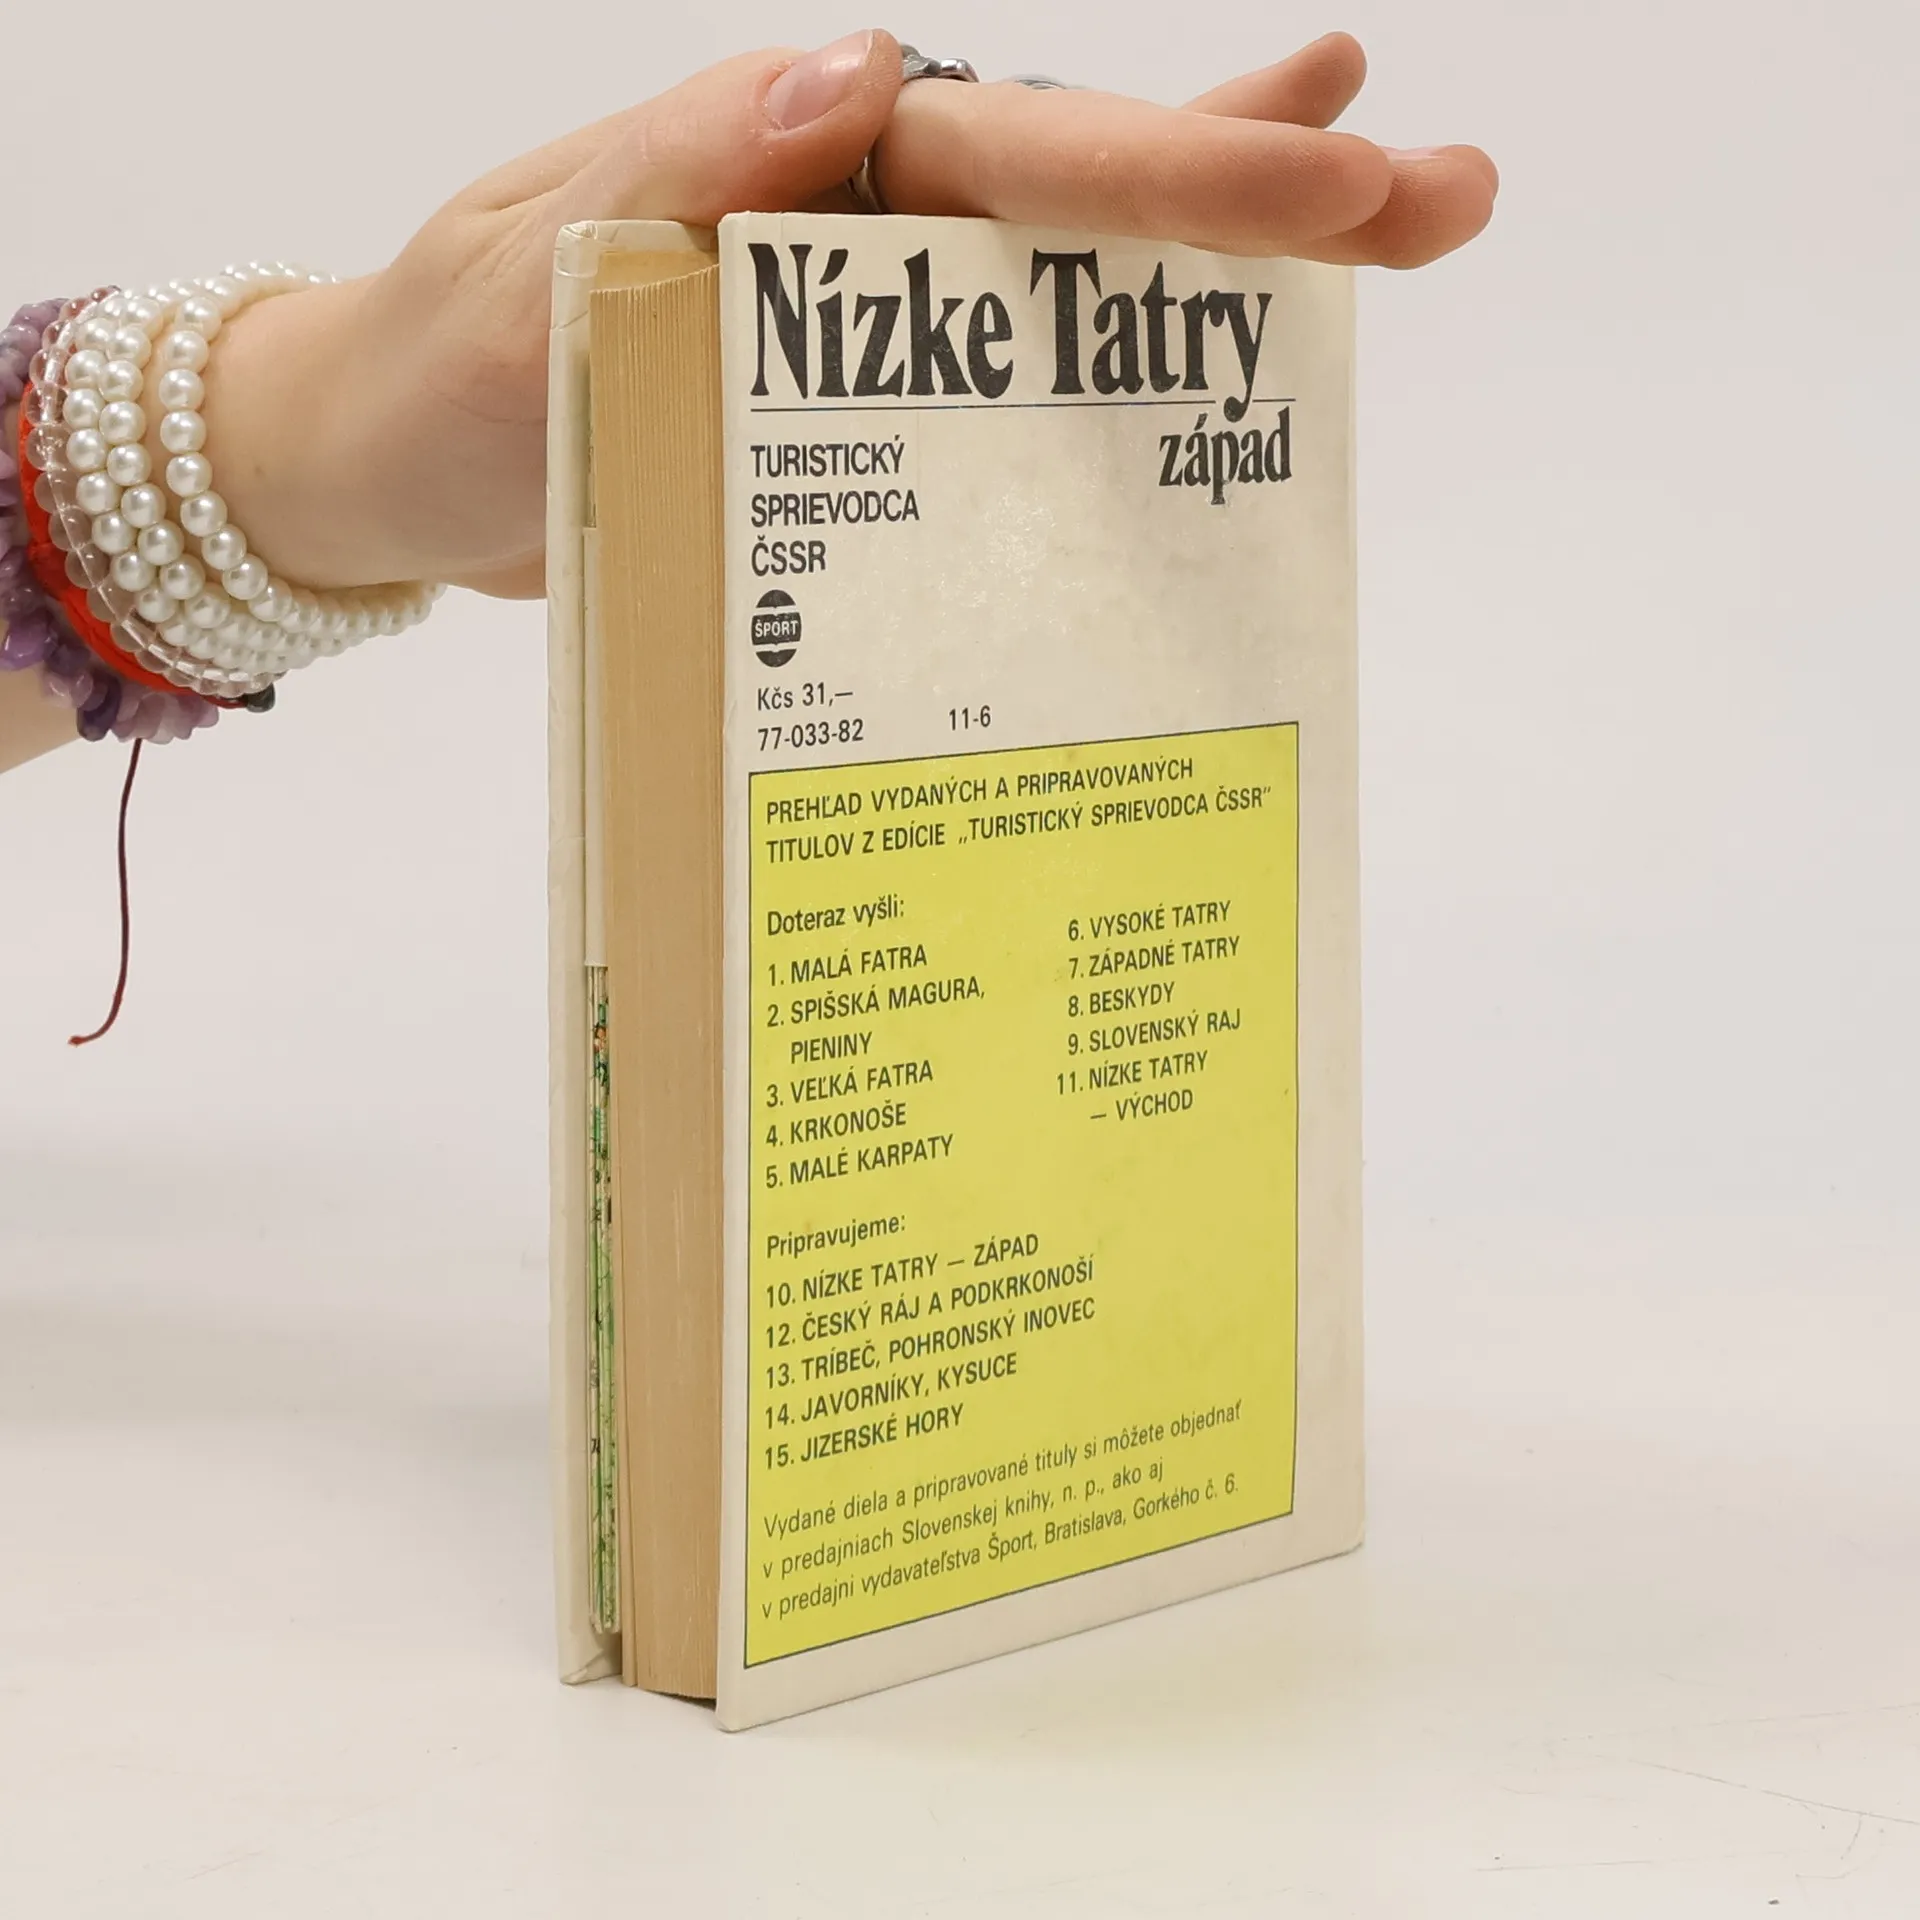 Nízke Tatry
západ
TURISTICKÝ
SPRIEVODCA
ČSSR
ŠPORT
Kčs 31,—
77-033-82 11-6
PREHĽAD VYDANÝCH A PRIPRAVOVANÝCH
TITULOV Z EDÍCIE „TURISTICKÝ SPRIEVODCA ČSSR“
Doteraz vyšli:
1. MALÁ FATRA
2. SPIŠSKÁ MAGURA,
PIENINY
3. VEĽKÁ FATRA
4. KRKONOŠE
5. MALÉ KARPATY
6. VYSOKÉ TATRY
7. ZÁPADNÉ TATRY
8. BESKYDY
9. SLOVENSKÝ RAJ
11. NÍZKE TATRY
— VÝCHOD
Pripravujeme:
10. NÍZKE TATRY — ZÁPAD
12. ČESKÝ RÁJ A PODKRKONOŠÍ
13. TRÍBEČ, POHRONSKÝ INOVEC
14. JAVORNÍKY, KYSUCE
15. JIZERSKÉ HORY
Vydané diela a pripravované tituly si môžete objednať
v predajniach Slovenskej knihy, n. p., ako aj
v predajni vydavateľstva Šport, Bratislava, Gorkého č. 6.